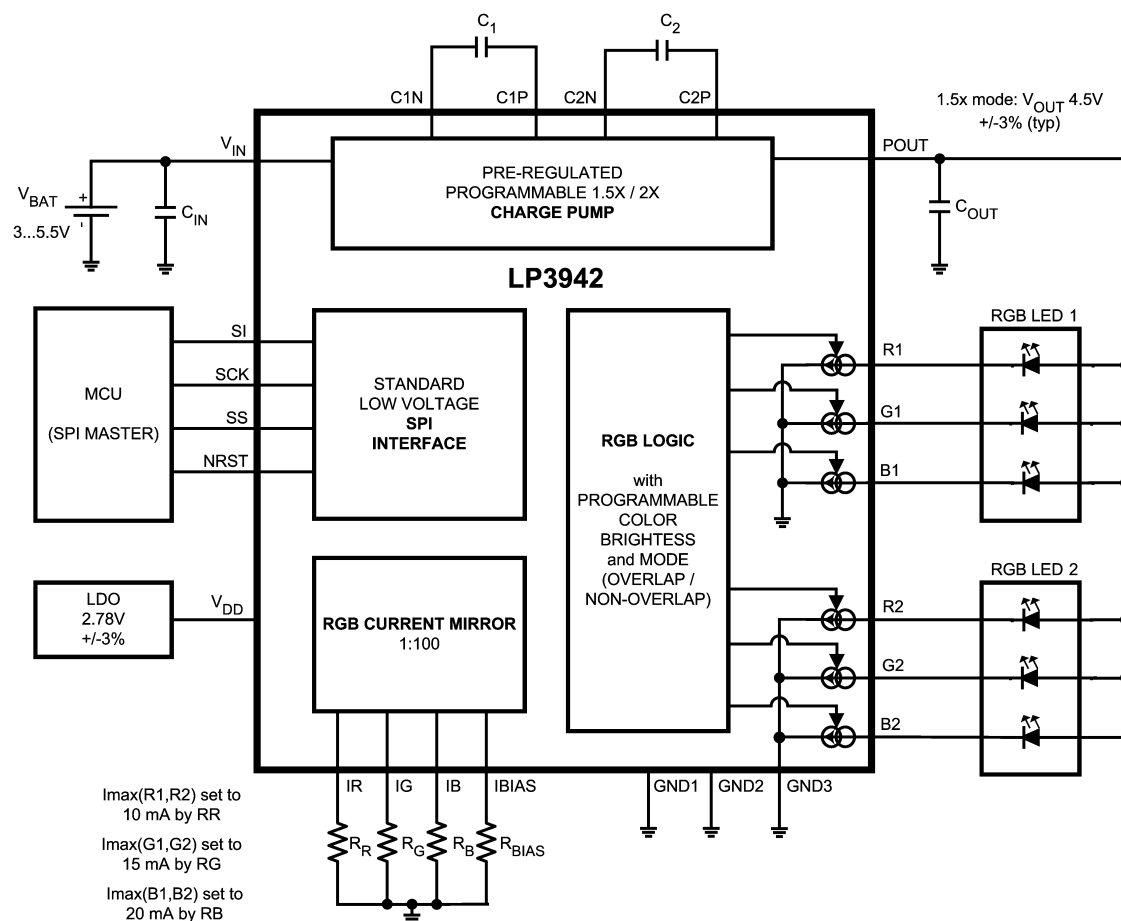 C1
C2
C1N
C1P
C2N
C2P
1.5x mode: VOUT 4.5V
+/-3% (typ)
VIN
POUT
PRE-REGULATED
PROGRAMMABLE 1.5X / 2X
CHARGE PUMP
VBAT
+
-
3...5.5V
CIN
COUT
LP3942
MCU
(SPI MASTER)
SI
SCK
SS
NRST
STANDARD
LOW VOLTAGE
SPI
INTERFACE
RGB LOGIC
with
PROGRAMMABLE
COLOR
BRIGHTESS
and MODE
(OVERLAP /
NON-OVERLAP)
RGB LED 1
R1
G1
B1
RGB LED 2
R2
G2
B2
LDO
2.78V
+/-3%
VDD
RGB CURRENT MIRROR
1:100
IR
IG
IB
IBIAS
GND1
GND2
GND3
RR
RG
RB
RBIAS
Imax(R1,R2) set to
10 mA by RR
Imax(G1,G2) set to
15 mA by RG
Imax(B1,B2) set to
20 mA by RB